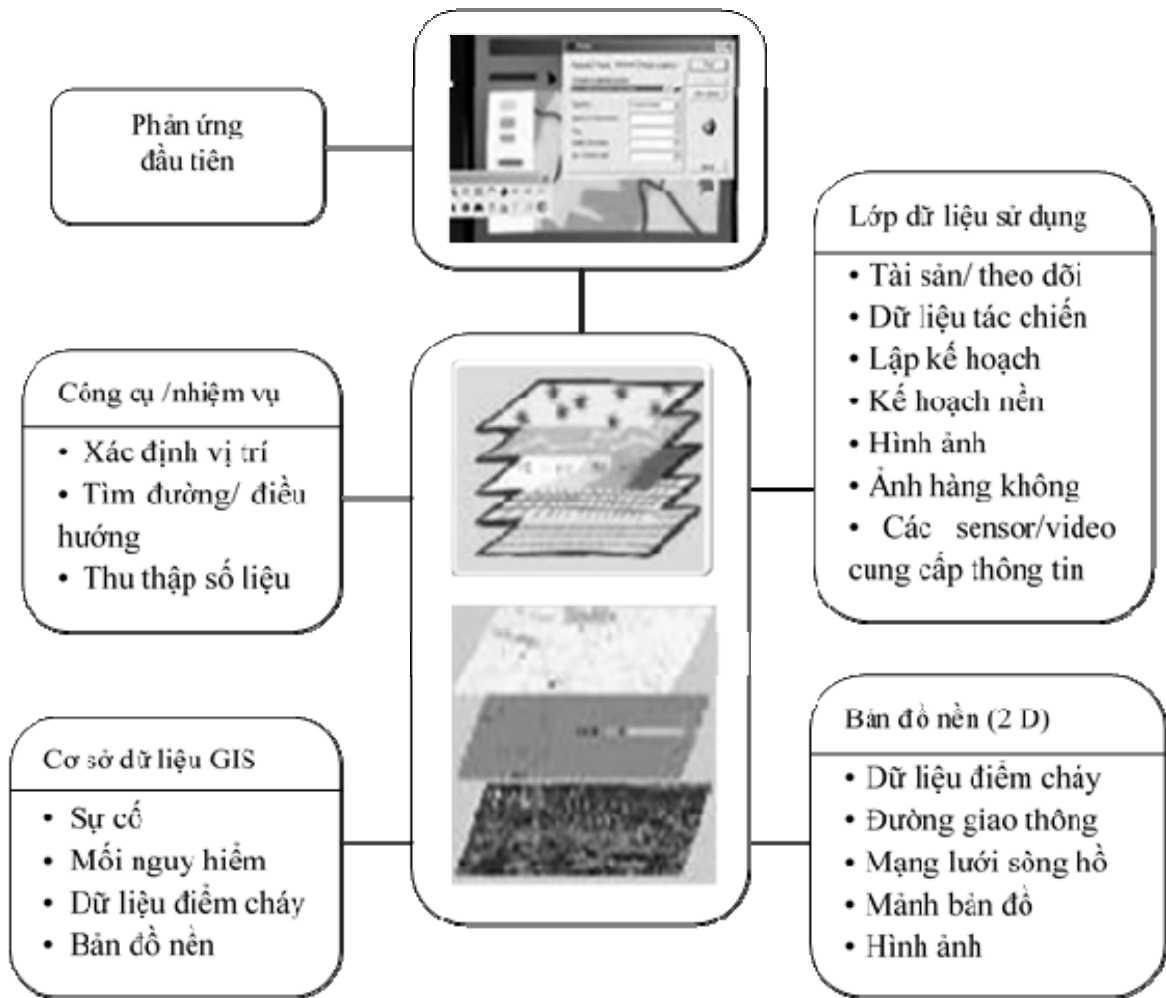 Phản ứng
đầu tiên
Lớp dữ liệu sử dụng
• Tài sản/ theo dõi
• Dữ liệu tác chiến
• Lập kế hoạch
• Kế hoạch nền
• Hình ảnh
• Ảnh hàng không
• Các sensor/video
cung cấp thông tin
Công cụ /nhiệm vụ
• Xác định vị trí
• Tìm đường/ điều
hướng
• Thu thập số liệu
Cơ sở dữ liệu GIS
• Sự cố
• Mối nguy hiểm
• Dữ liệu điểm cháy
• Bản đồ nền
Bản đồ nền (2 D)
• Dữ liệu điểm cháy
• Đường giao thông
• Mạng lưới sông hồ
• Mảnh bản đồ
• Hình ảnh